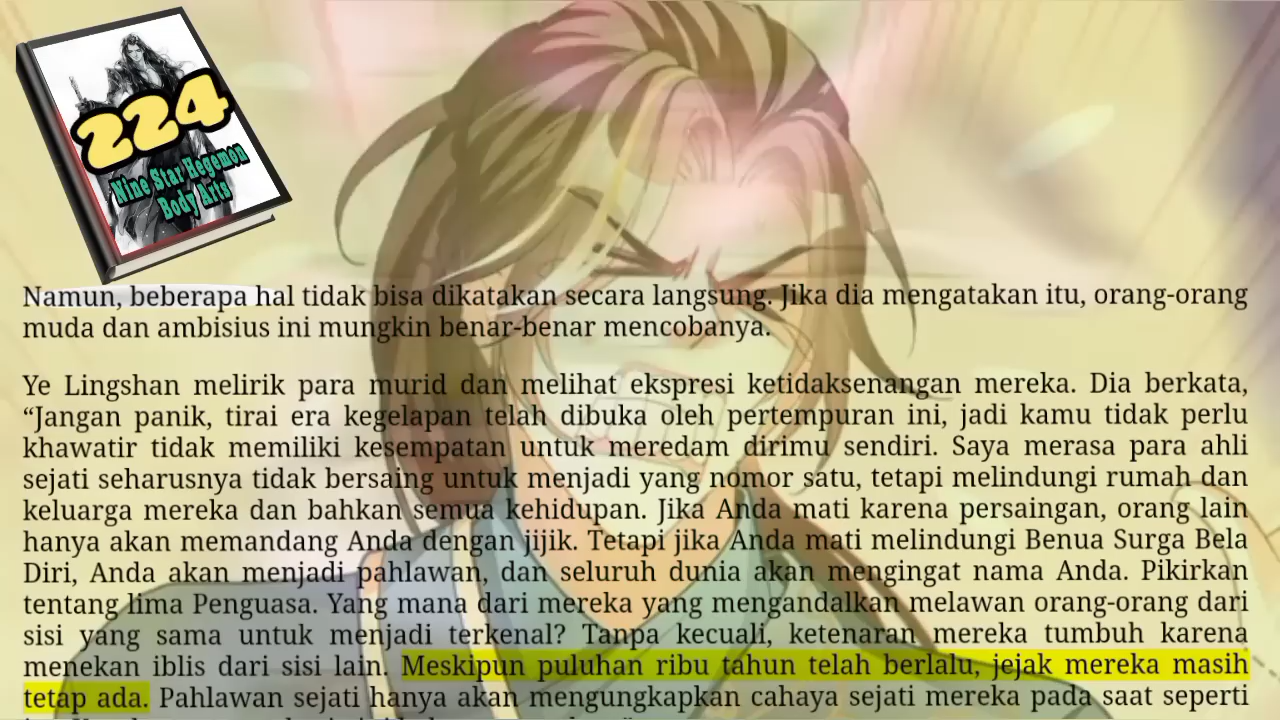 224
Nine Star Hegemon
Body Arts
Namun, beberapa hal tidak bisa dikatakan secara langsung. Jika dia mengatakan itu, orang-orang
muda dan ambisius ini mungkin benar-benar mencobanya.
Ye Lingshan melirik para murid dan melihat ekspresi ketidaksenangan mereka. Dia berkata,
“Jangan panik, tirai era kegelapan telah dibuka oleh pertempuran ini, jadi kamu tidak perlu
khawatir tidak memiliki kesempatan untuk meredam dirimu sendiri. Saya merasa para ahli
sejati seharusnya tidak bersaing untuk menjadi yang nomor satu, tetapi melindungi rumah dan
keluarga mereka dan bahkan semua kehidupan. Jika Anda mati karena persaingan, orang lain
hanya akan memandang Anda dengan jijik. Tetapi jika Anda mati melindungi Benua Surga Bela
Diri, Anda akan menjadi pahlawan, dan seluruh dunia akan mengingat nama Anda. Pikirkan
tentang lima Penguasa. Yang mana dari mereka yang mengandalkan melawan orang-orang dari
sisi yang sama untuk menjadi terkenal? Tanpa kecuali, ketenaran mereka tumbuh karena
menekan iblis dari sisi lain. Meskipun puluhan ribu tahun telah berlalu, jejak mereka masih
tetap ada. Pahlawan sejati hanya akan mengungkapkan cahaya sejati mereka pada saat seperti